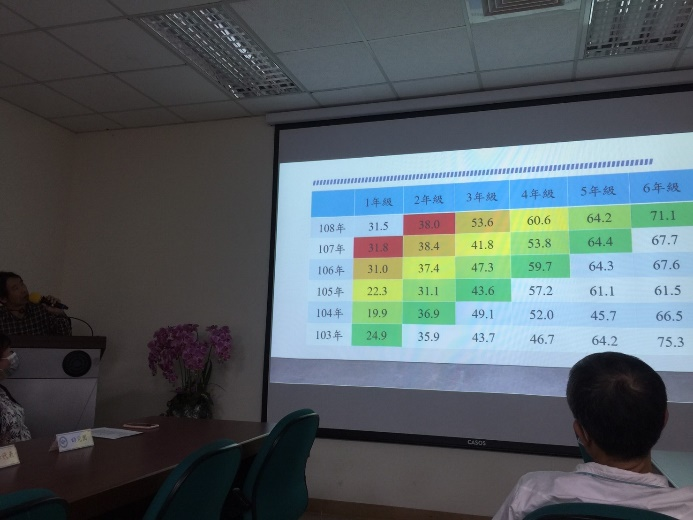 1年級 2年級 3年級 4年級 5年級 6年級
108年 31.5 38.0 53.6 60.6 64.2 71.1
107年 31.8 38.4 41.8 53.8 64.4 67.7
106年 31.0 37.4 47.3 59.7 64.3 67.6
105年 22.3 31.1 43.6 57.2 61.1 61.5
104年 19.9 36.9 49.1 52.0 45.7 66.5
103年 24.9 35.9 43.7 46.7 64.2 75.3
CASOS